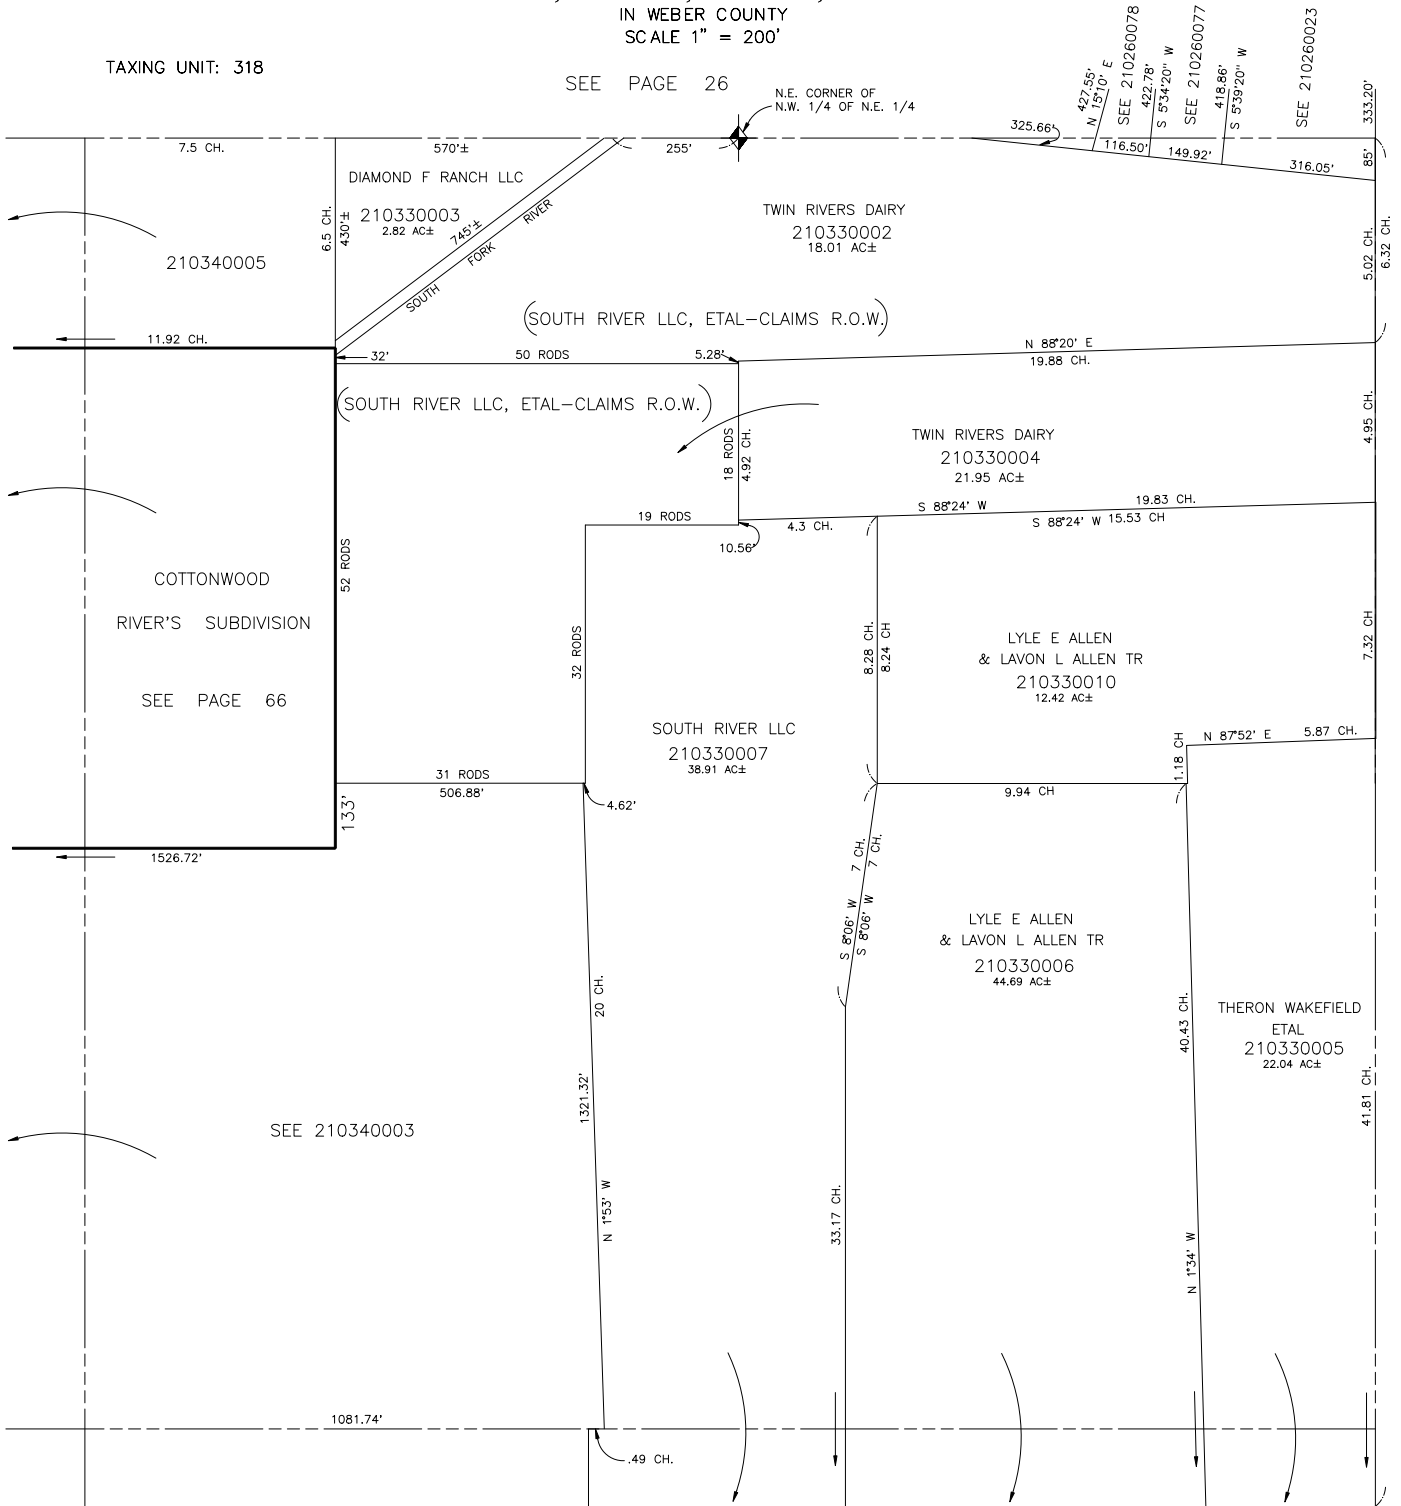 IN WEBER COUNTY
SCALE 1" = 200'
TAXING UNIT: 318
SEE PAGE 26
N.E. CORNER OF
N.W. 1/4 OF N.E. 1/4
427.55'
N 15°10' E
SEE 210260078
422.78'
S 5°34'20" W
SEE 210260077
418.86'
S 5°39'20" W
SEE 210260023
333.20'
7.5 CH.
570'±
255'
325.66'
116.50'
149.92'
316.05'
85'
DIAMOND F RANCH LLC
210330003
2.82 AC±
6.5 CH.
430'±
745'±
SOUTH FORK RIVER
TWIN RIVERS DAIRY
210330002
18.01 AC±
5.02 CH.
6.32 CH.
210340005
(SOUTH RIVER LLC, ETAL-CLAIMS R.O.W.)
11.92 CH.
32'
50 RODS
5.28'
N 88°20' E
19.88 CH.
(SOUTH RIVER LLC, ETAL-CLAIMS R.O.W.)
18 RODS
4.92 CH.
4.95 CH.
TWIN RIVERS DAIRY
210330004
21.95 AC±
19 RODS
10.56'
4.3 CH.
S 88°24' W
19.83 CH.
S 88°24' W 15.53 CH
52 RODS
COTTONWOOD
RIVER'S SUBDIVISION
SEE PAGE 66
32 RODS
8.28 CH.
8.24 CH
LYLE E ALLEN
& LAVON L ALLEN TR
210330010
12.42 AC±
7.32 CH
SOUTH RIVER LLC
210330007
38.91 AC±
1.18 CH
N 87°52' E
5.87 CH.
31 RODS
506.88'
4.62'
9.94 CH
133'
1526.72'
7 CH.
7 CH.
S 8°06' W
S 8°06' W
LYLE E ALLEN
& LAVON L ALLEN TR
210330006
44.69 AC±
20 CH.
1321.32'
N 1°53' W
40.43 CH.
N 1°34' W
THERON WAKEFIELD
ETAL
210330005
22.04 AC±
41.81 CH.
SEE 210340003
33.17 CH.
1081.74'
.49 CH.